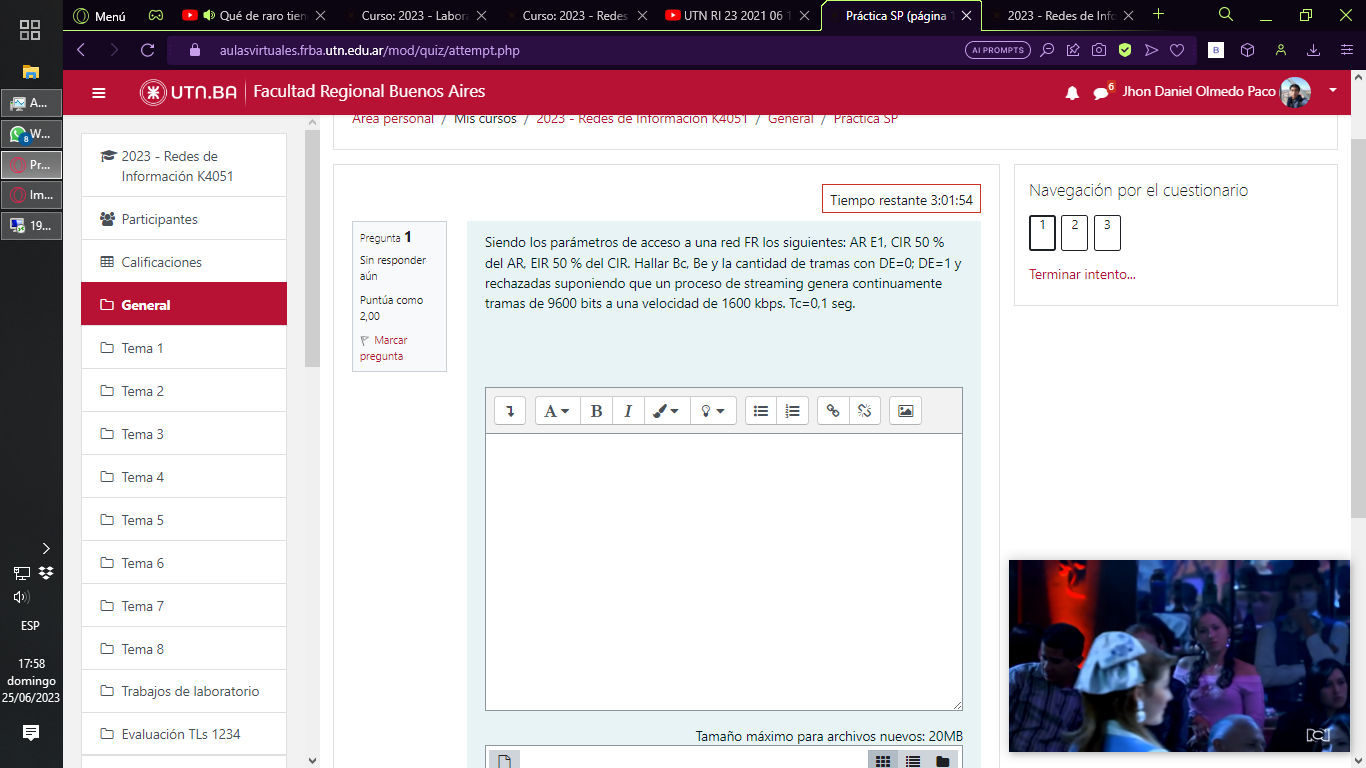 Menú
Qué de raro tien
Curso: 2023 - Labora
Curso: 2023 - Redes
UTN RI 23 2021 06 1
Práctica SP (página 1
2023 - Redes de Info
aulasvirtuales.frba.utn.edu.ar/mod/quiz/attempt.php
AI PROMPTS
B
UTN.BA
Facultad Regional Buenos Aires
6
Jhon Daniel Olmedo Paco
Área personal / Mis cursos / 2023 - Redes de Información K4051 / General / Práctica SP
A...
W...
8
Pr...
Im...
19...
ESP
17:58
domingo
25/06/2023
2023 - Redes de
Información K4051
Participantes
Calificaciones
General
Tema 1
Tema 2
Tema 3
Tema 4
Tema 5
Tema 6
Tema 7
Tema 8
Trabajos de laboratorio
Evaluación TLs 1234
Tiempo restante 3:01:54
Pregunta 1
Sin responder
aún
Puntúa como
2,00
Marcar
pregunta
Siendo los parámetros de acceso a una red FR los siguientes: AR E1, CIR 50 %
del AR, EIR 50 % del CIR. Hallar Bc, Be y la cantidad de tramas con DE=0; DE=1 y
rechazadas suponiendo que un proceso de streaming genera continuamente
tramas de 9600 bits a una velocidad de 1600 kbps. Tc=0,1 seg.
A
B
I
Tamaño máximo para archivos nuevos: 20MB
Navegación por el cuestionario
1
2
3
Terminar intento...